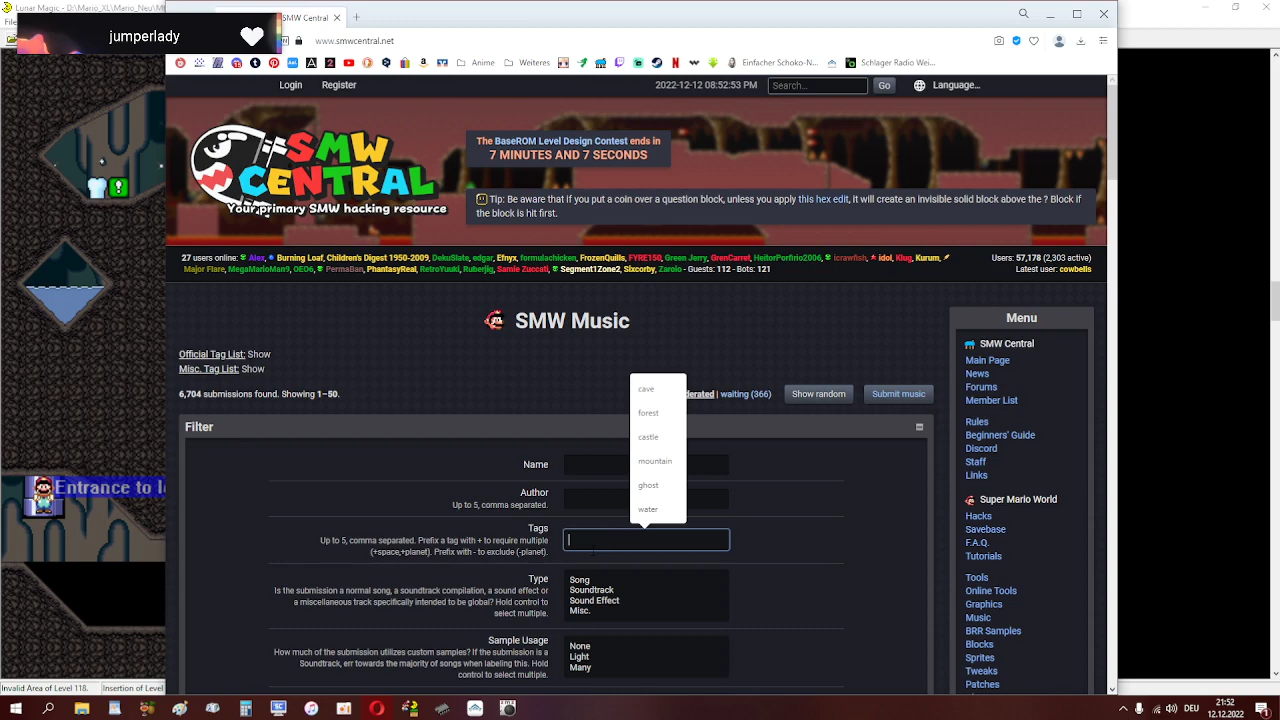 Lunar Magic - D:\Mario_XL\Mario_Neu\M
jumperlady
SMW Central
www.smwcentral.net
Anime
Weiteres
Einfacher Schoko-N...
Schlager Radio Wei...
Login
Register
2022-12-12 08:52:53 PM
Search...
Go
Language...
The BaseROM Level Design Contest ends in
7 MINUTES AND 7 SECONDS
SMW
CENTRAL
Your primary SMW hacking resource
Tip: Be aware that if you put a coin over a question block, unless you apply this hex edit, it will create an invisible solid block above the ? Block if
the block is hit first.
27 users online: Alex, Burning Loaf, Children's Digest 1950-2009, DekuSlate, edgar, Efnyx, formulachicken, FrozenQuills, FYRE150, Green Jerry, GrenCarret, HeitorPorfirio2006, icrawfish, idol, Klug, Kurum,
Major Flare, MegaMarioMan9, OEO6, PermaBan, PhantasyReal, RetroYuuki, Ruberjig, Samie Zuccati, Segment1Zone2, Sixcorby, Zarolo - Guests: 112 - Bots: 121
Users: 57,178 (2,303 active)
Latest user: cowbells
SMW Music
Official Tag List: Show
Misc. Tag List: Show
6,704 submissions found. Showing 1–50.
derated | waiting (366)
Show random
Submit music
Filter
Name
Author
Up to 5, comma separated.
Tags
Up to 5, comma separated. Prefix a tag with + to require multiple
(+space,+planet). Prefix with - to exclude (-planet).
cave
forest
castle
mountain
ghost
water
Type
Is the submission a normal song, a soundtrack compilation, a sound effect or
a miscellaneous track specifically intended to be global? Hold control to
select multiple.
Song
Soundtrack
Sound Effect
Misc.
Sample Usage
How much of the submission utilizes custom samples? If the submission is a
Soundtrack, err towards the majority of songs when labeling this. Hold
control to select multiple.
None
Light
Many
Menu
SMW Central
Main Page
News
Forums
Member List
Rules
Beginners' Guide
Discord
Staff
Links
Super Mario World
Hacks
Savebase
F.A.Q.
Tutorials
Tools
Online Tools
Graphics
Music
BRR Samples
Blocks
Sprites
Tweaks
Patches
Entrance to l
Invalid Area of Level 118.
Insertion of Level
DEU
21:52
12.12.2022